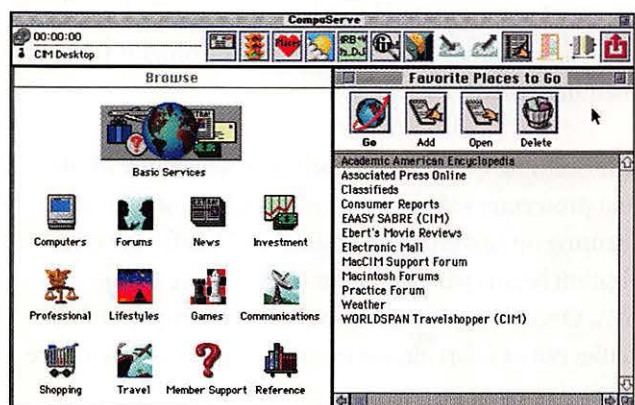 CompuServe
00:00:00
CIM Desktop
Places
Browse
Basic Services
Computers Forums News Investment
Professional Lifestyles Games Communications
Shopping Travel Member Support Reference
Favorite Places to Go
Go Add Open Delete
Academic American Encyclopedia
Associated Press Online
Classifieds
Consumer Reports
EAASY SABRE (CIM)
Ebert's Movie Reviews
Electronic Mall
MacCIM Support Forum
Macintosh Forums
Practice Forum
Weather
WORLDSPAN Travelshopper (CIM)